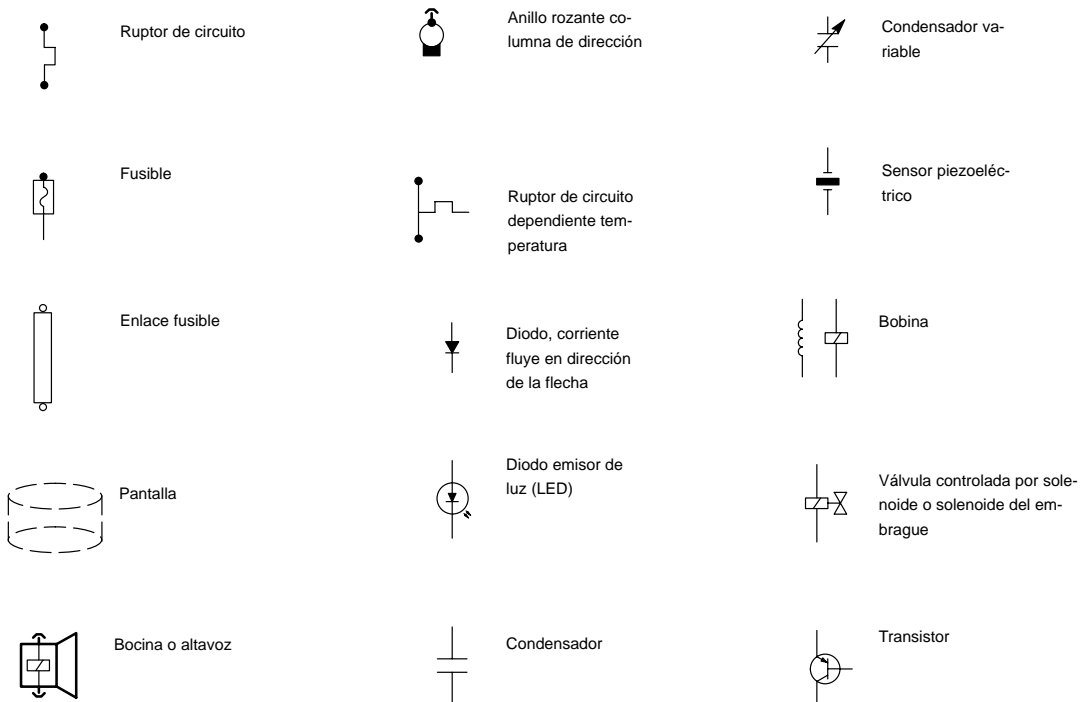 Ruptor de circuito
Anillo rozante co-
lumna de dirección
Condensador va-
riable
Fusible
Ruptor de circuito
dependiente tem-
peratura
Sensor piezoeléc-
trico
Enlace fusible
Diodo, corriente
fluye en dirección
de la flecha
Bobina
Pantalla
Diodo emisor de
luz (LED)
Válvula controlada por sole-
noide o solenoide del em-
brague
Bocina o altavoz
Condensador
Transistor